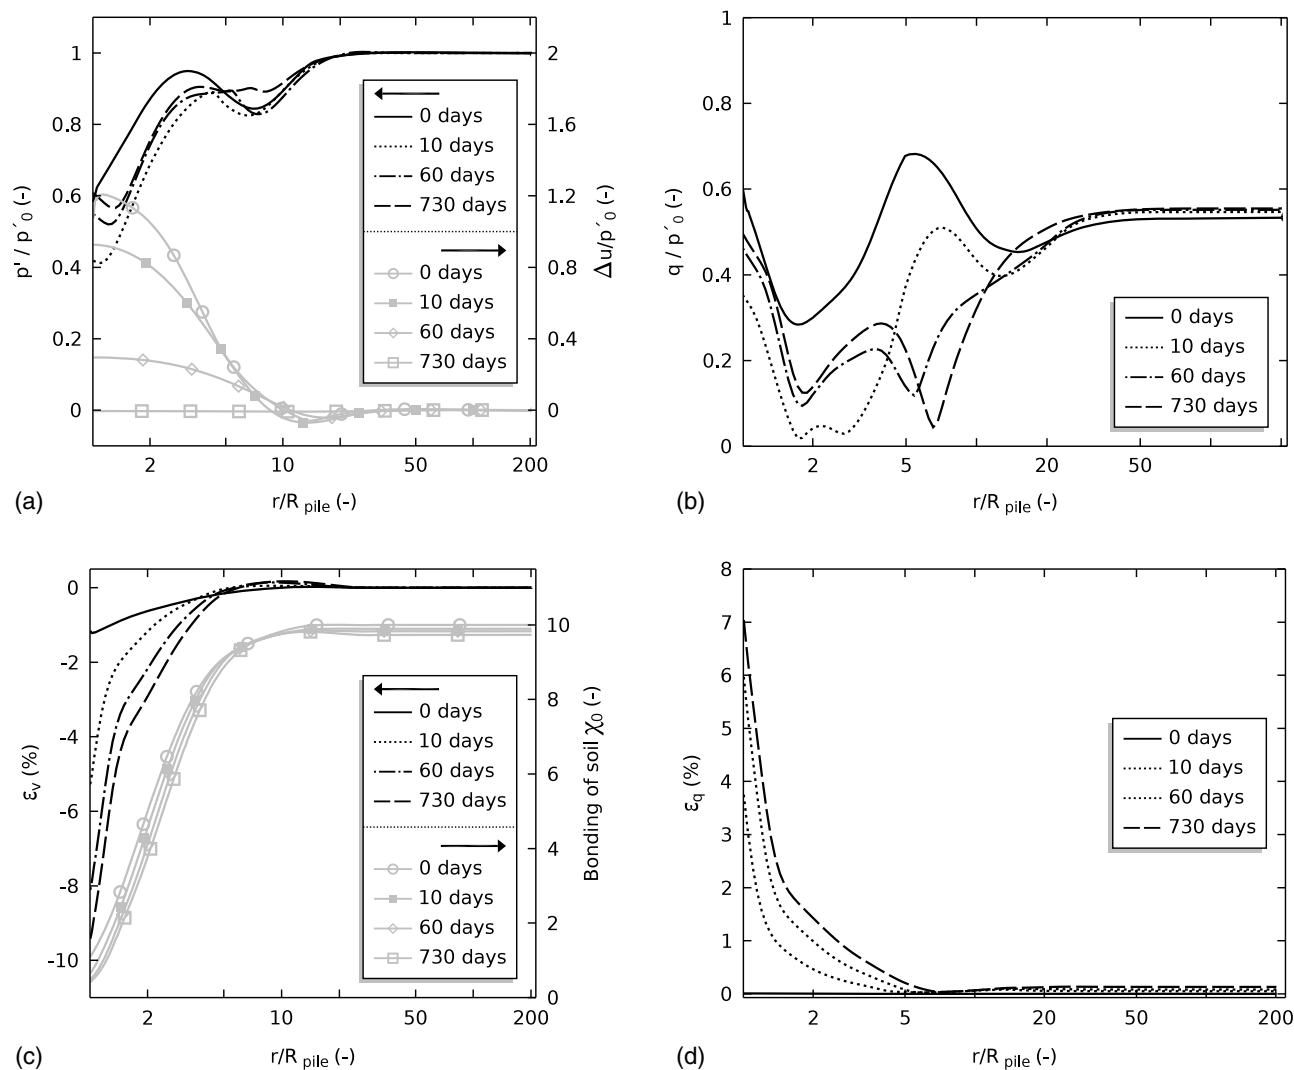 1
0.8
0.6
0.4
0.2
0
p' / p´₀ (-)
2
1.6
1.2
0.8
0.4
0
Δu/p´₀ (-)
0 days
10 days
60 days
730 days
0 days
10 days
60 days
730 days
2
10
50
200
(a)
r/R pile (-)
1
0.8
0.6
0.4
0.2
0
q / p´₀ (-)
0 days
10 days
60 days
730 days
2
5
20
50
(b)
r/R pile (-)
0
-2
-4
-6
-8
-10
εv (%)
10
8
6
4
2
0
Bonding of soil χ0 (-)
0 days
10 days
60 days
730 days
0 days
10 days
60 days
730 days
2
10
50
200
(c)
r/R pile (-)
8
7
6
5
4
3
2
1
0
εq (%)
0 days
10 days
60 days
730 days
2
5
20
50
200
(d)
r/R pile (-)